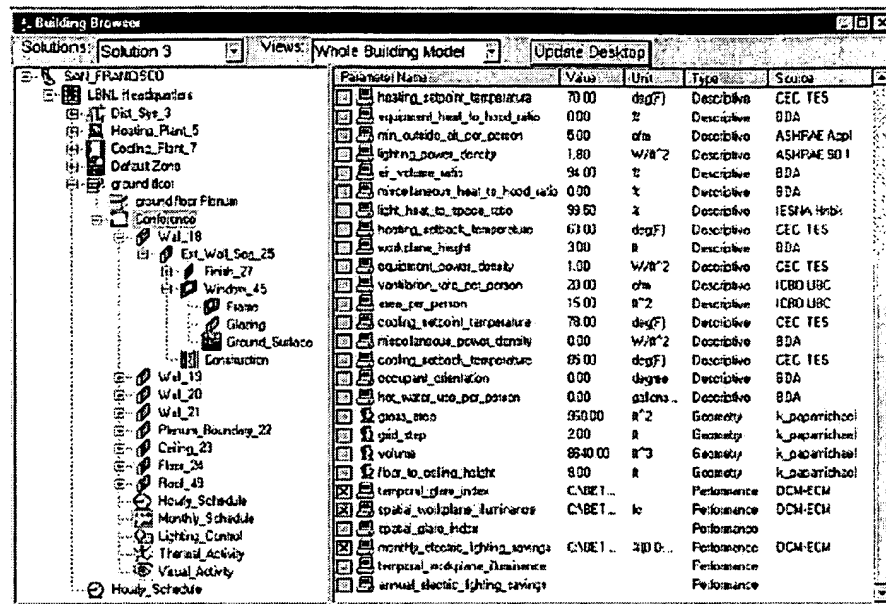 Building Browser
Solutions: Solution 3 Views: Whole Building Model Update Desktop
SAN_FRANCISCO
LBNL Headquarters
Dist_Sys_3
Heating_Plant_5
Cooling_Plant_7
Default Zone
ground floor
ground floor Plenum
Conference
Wall_18
Ext_Wall_Seg_25
Finish_27
Window_45
Frame
Glazing
Ground_Surface
Construction
Wall_19
Wall_20
Wall_21
Plenum_Boundary_22
Ceiling_23
Floor_24
Roof_49
Hourly_Schedule
Monthly_Schedule
Lighting_Control
Thermal_Activity
Visual_Activity
Hourly_Schedule
Parameter Name Value Unit Type Source
heating_setpoint_temperature 70.00 deg(F) Descriptive CEC TES
equipment_heat_to_hood_ratio 0.00 % Descriptive BDA
min_outside_air_per_person 5.00 cfm Descriptive ASHRAE Appl
lighting_power_density 1.80 W/ft^2 Descriptive ASHRAE 90.1
air_volume_ratio 94.00 % Descriptive BDA
miscellaneous_heat_to_hood_ratio 0.00 % Descriptive BDA
light_heat_to_space_ratio 99.60 % Descriptive IESNA Hnbk
heating_setback_temperature 63.00 deg(F) Descriptive CEC TES
workplane_height 3.00 ft Descriptive BDA
equipment_power_density 1.00 W/ft^2 Descriptive CEC TES
ventilation_rate_per_person 20.00 cfm Descriptive ICBO UBC
area_per_person 15.00 ft^2 Descriptive ICBO UBC
cooling_setpoint_temperature 78.00 deg(F) Descriptive CEC TES
miscellaneous_power_density 0.00 W/ft^2 Descriptive BDA
cooling_setback_temperature 85.00 deg(F) Descriptive CEC TES
occupant_orientation 0.00 degree Descriptive BDA
hot_water_use_per_person 0.00 gallons... Descriptive BDA
gross_area 960.00 ft^2 Geometry k_papamichael
grid_step 2.00 ft Geometry k_papamichael
volume 8640.00 ft^3 Geometry k_papamichael
floor_to_ceiling_height 9.00 ft Geometry k_papamichael
temporal_glare_index C:\BET... Performance DCM-ECM
spatial_workplane_illuminance C:\BET... fc Performance DCM-ECM
spatial_glare_index Performance
monthly_electric_lighting_savings C:\BET... Performance DCM-ECM
temporal_workplane_illuminance Performance
annual_electric_lighting_savings Performance